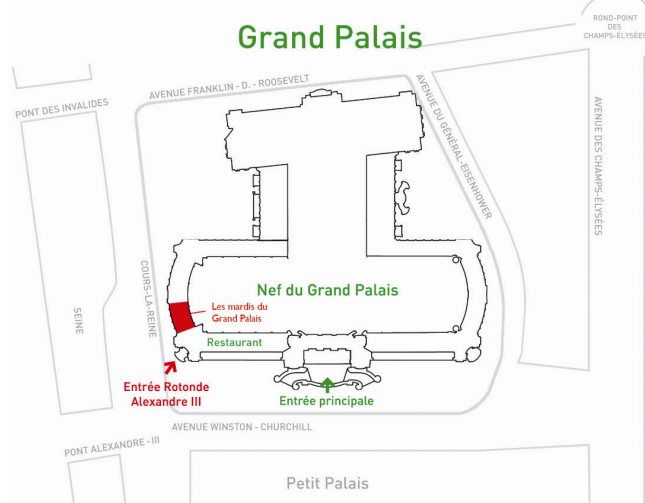 Grand Palais
ROND-POINT
DES
CHAMPS-ÉLYSÉES
AVENUE FRANKLIN - D. - ROOSEVELT
PONT DES INVALIDES
AVENUE DU GÉNÉRAL-EISENHOWER
AVENUE DES CHAMPS-ÉLYSÉES
COURS-LA-REINE
SEINE
Nef du Grand Palais
Les mardis du
Grand Palais
Restaurant
Entrée Rotonde
Alexandre III
Entrée principale
AVENUE WINSTON - CHURCHILL
PONT ALEXANDRE - III
Petit Palais